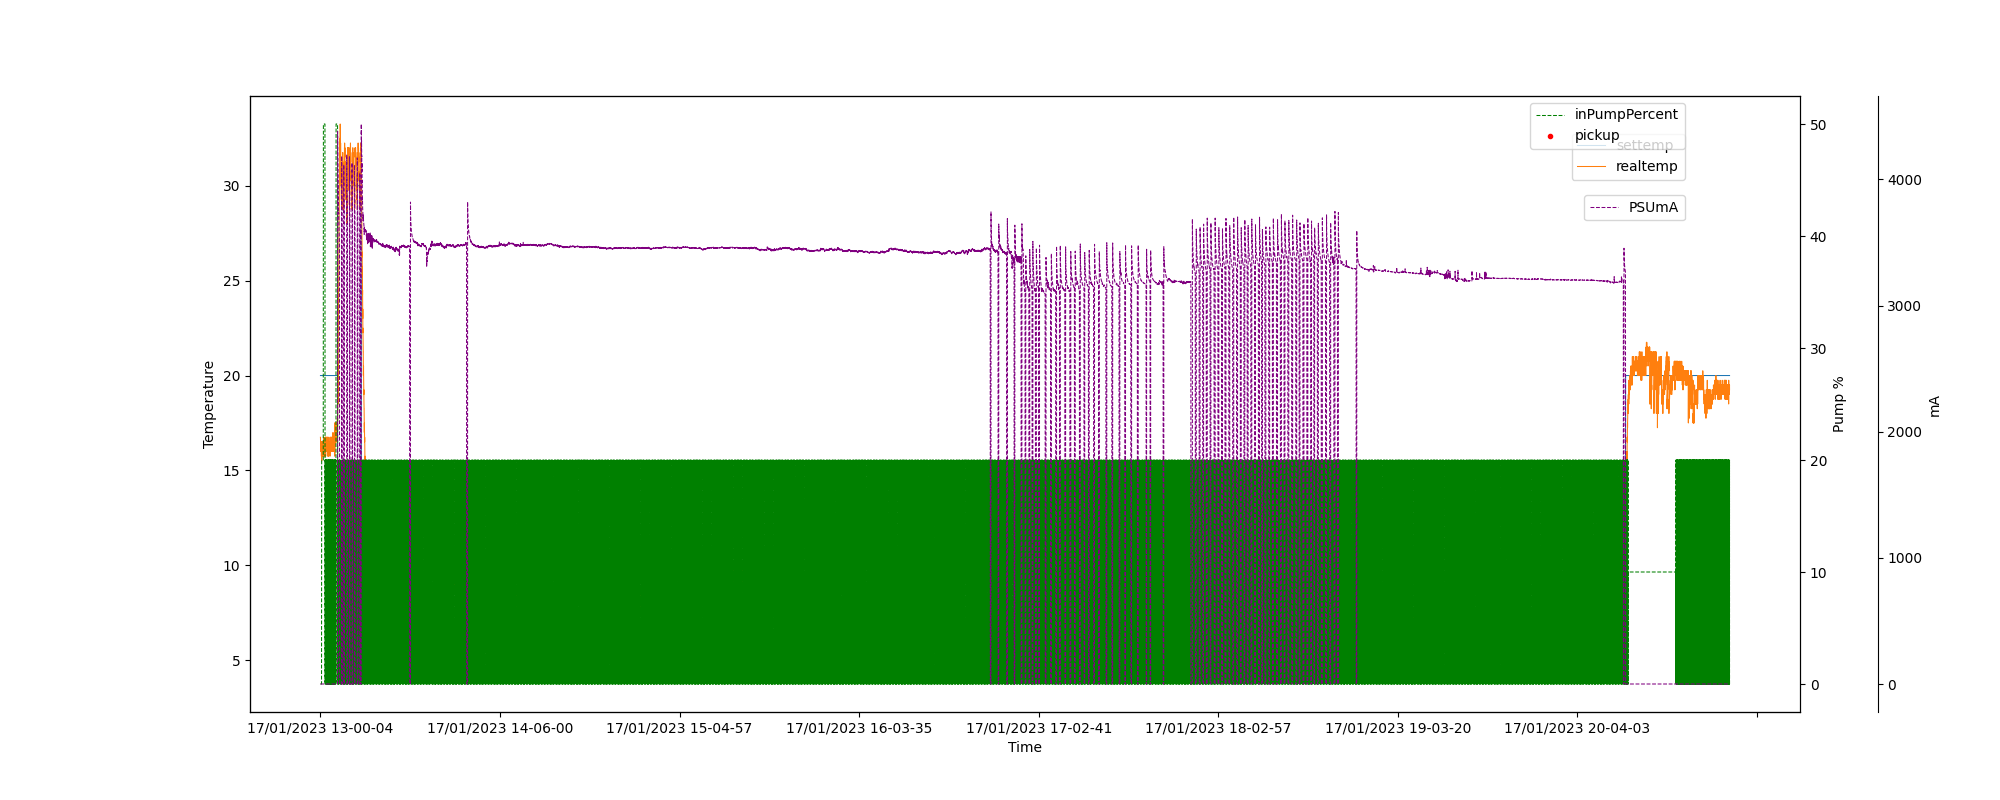 inPumpPercent
pickup
settemp
realtemp
PSUmA
Temperature
30
25
20
15
10
5
50
40
30
20
10
0
Pump %
4000
3000
2000
1000
0
mA
17/01/2023 13-00-04
17/01/2023 14-06-00
17/01/2023 15-04-57
17/01/2023 16-03-35
17/01/2023 17-02-41
17/01/2023 18-02-57
17/01/2023 19-03-20
17/01/2023 20-04-03
Time